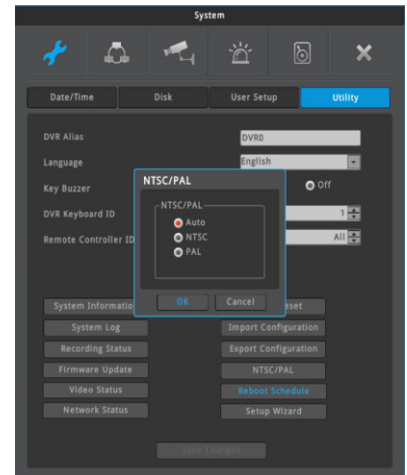 System
Date/Time Disk User Setup Utility
DVR Alias DVR0
Language English
Key Buzzer Off
DVR Keyboard ID 1
Remote Controller ID All
NTSC/PAL
NTSC/PAL
Auto
NTSC
PAL
OK Cancel
System Informatio
System Log Import Configuration
Recording Status Export Configuration
Firmware Update NTSC/PAL
Video Status Reboot Schedule
Network Status Setup Wizard
Save Changes